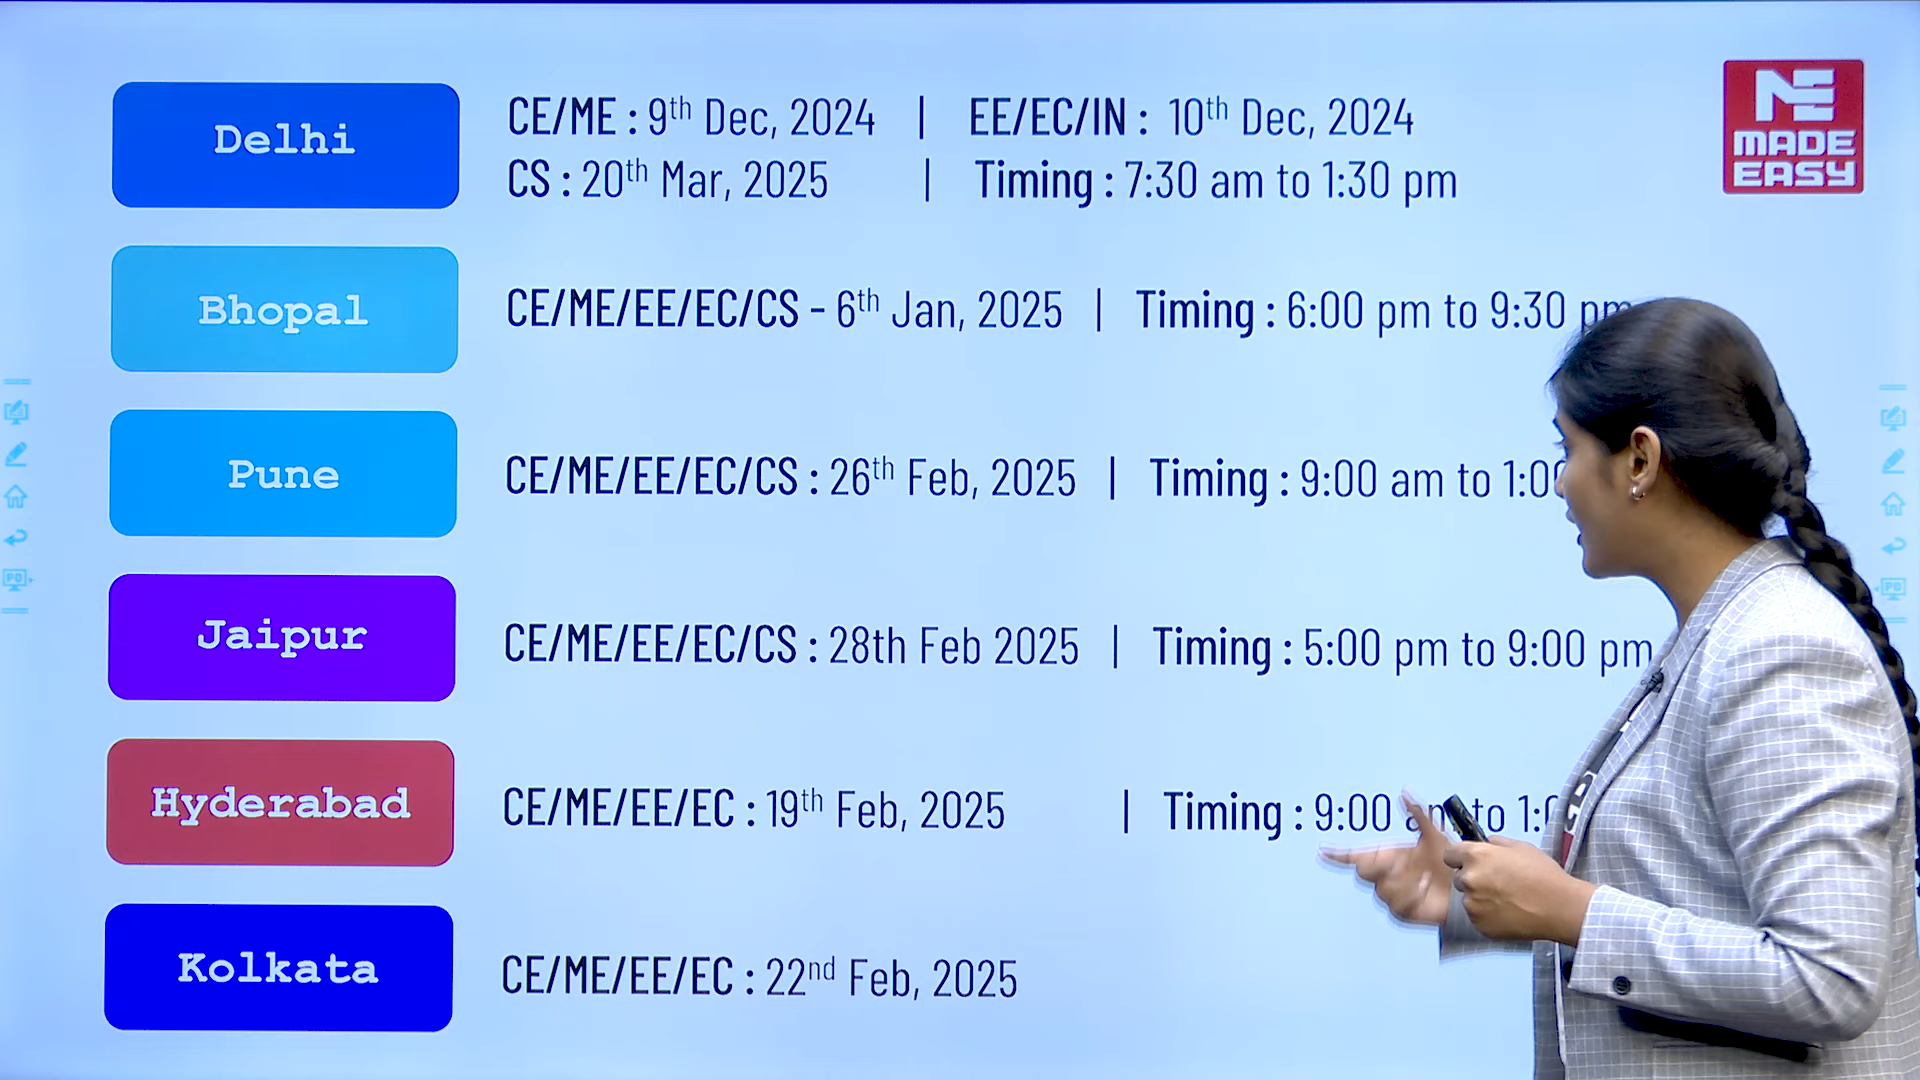 Delhi
CE/ME : 9th Dec, 2024 | EE/EC/IN : 10th Dec, 2024
CS : 20th Mar, 2025 | Timing : 7:30 am to 1:30 pm
MADE
EASY
Bhopal
CE/ME/EE/EC/CS - 6th Jan, 2025 | Timing : 6:00 pm to 9:30 pm
Pune
CE/ME/EE/EC/CS : 26th Feb, 2025 | Timing : 9:00 am to
Jaipur
CE/ME/EE/EC/CS : 28th Feb 2025 | Timing : 5:00 pm to 9:00 pm
Hyderabad
CE/ME/EE/EC : 19th Feb, 2025 | Timing : 9:00 am to
Kolkata
CE/ME/EE/EC : 22nd Feb, 2025